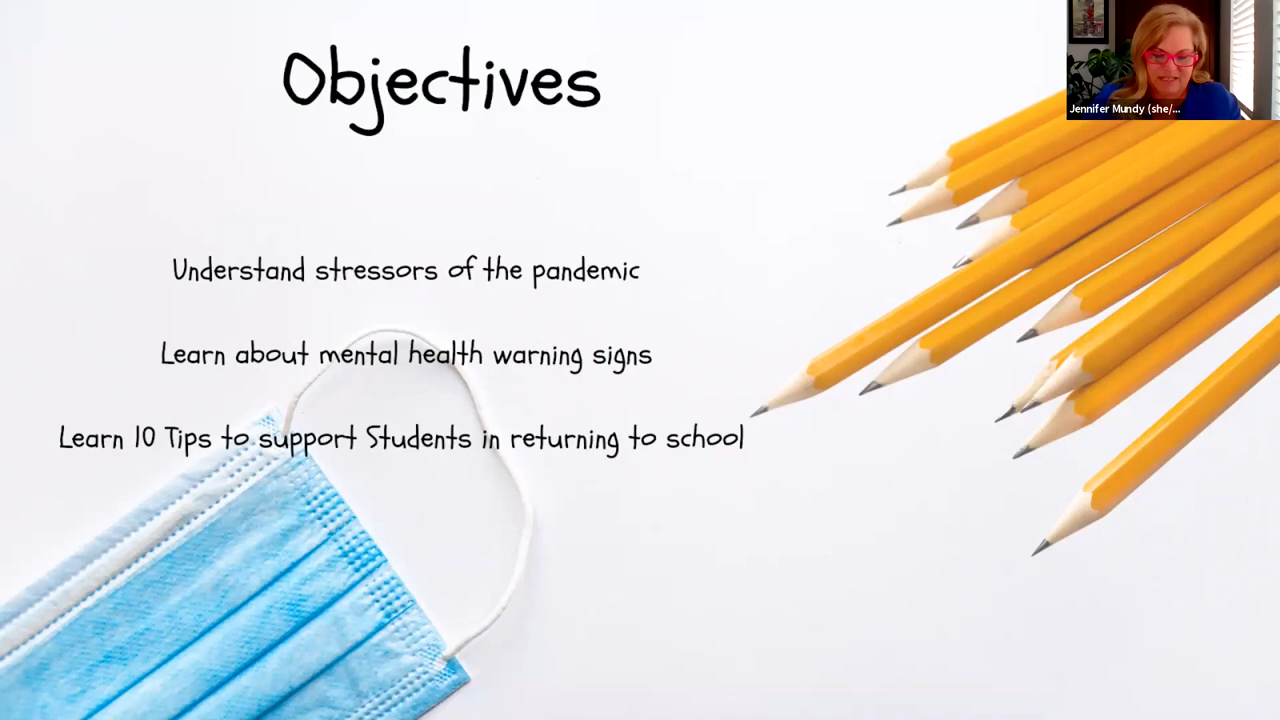 Objectives
Jennifer Mundy (she/...
Understand stressors of the pandemic
Learn about mental health warning signs
Learn 10 Tips to support Students in returning to school